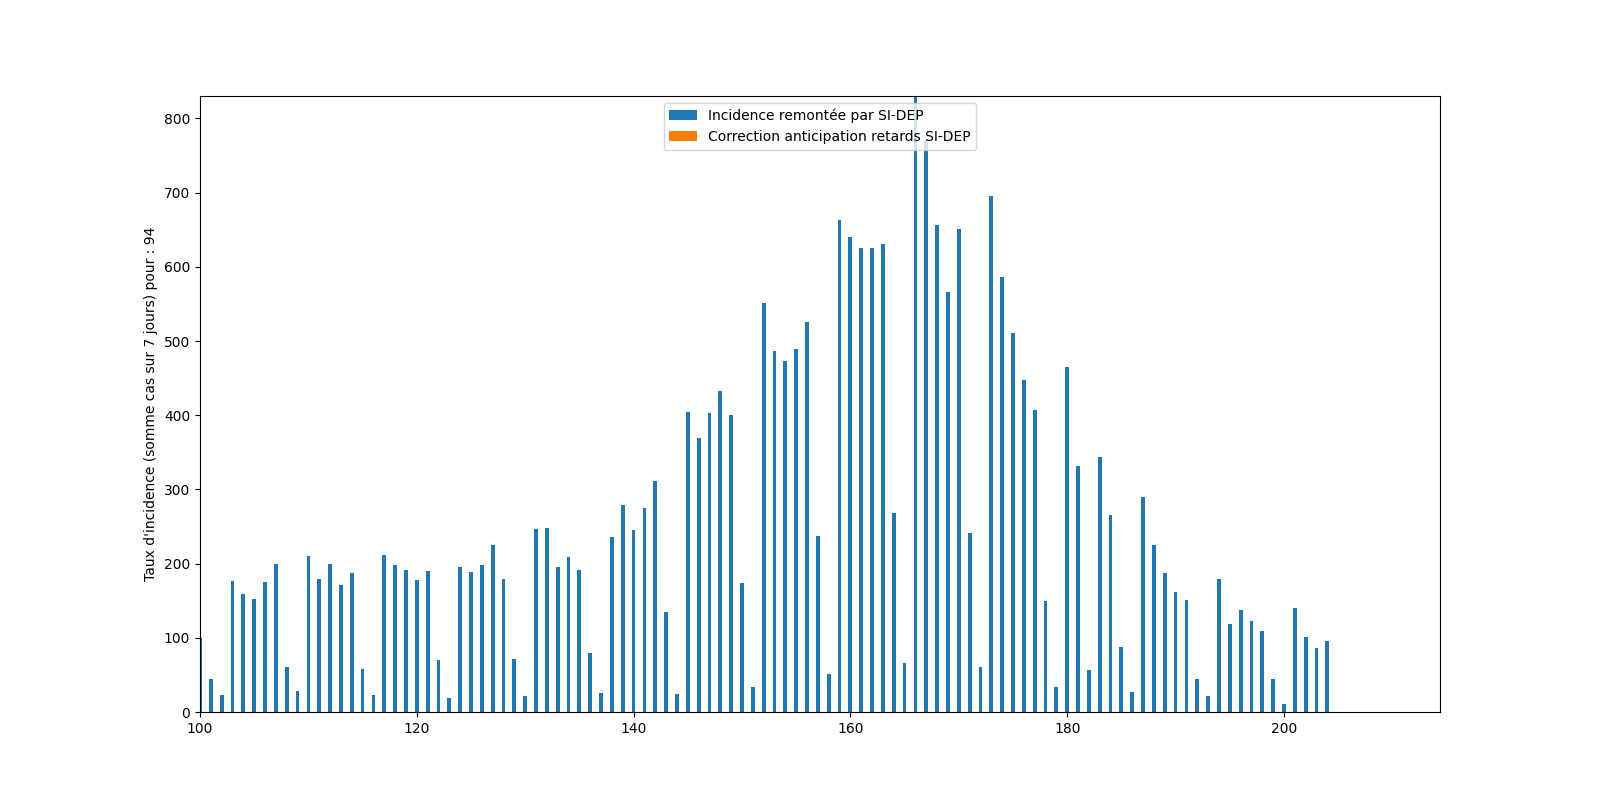 Incidence remontée par SI-DEP
Correction anticipation retards SI-DEP
Taux d'incidence (somme cas sur 7 jours) pour : 94
800
700
600
500
400
300
200
100
0
100 120 140 160 180 200